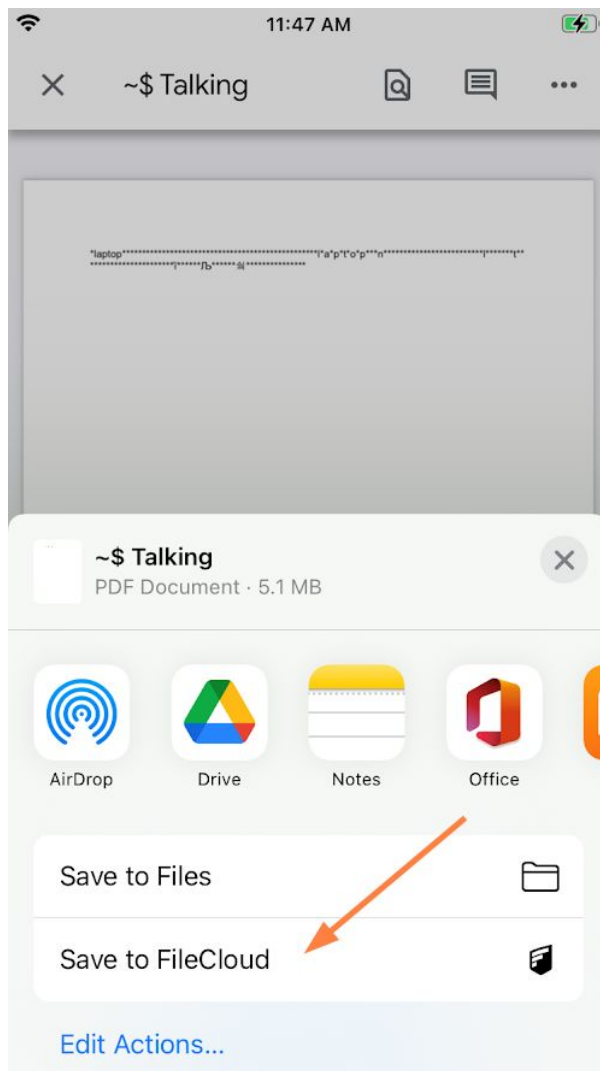 11:47 AM
~$ Talking
~$ Talking
PDF Document · 5.1 MB
AirDrop
Drive
Notes
Office
Save to Files
Save to FileCloud
Edit Actions...